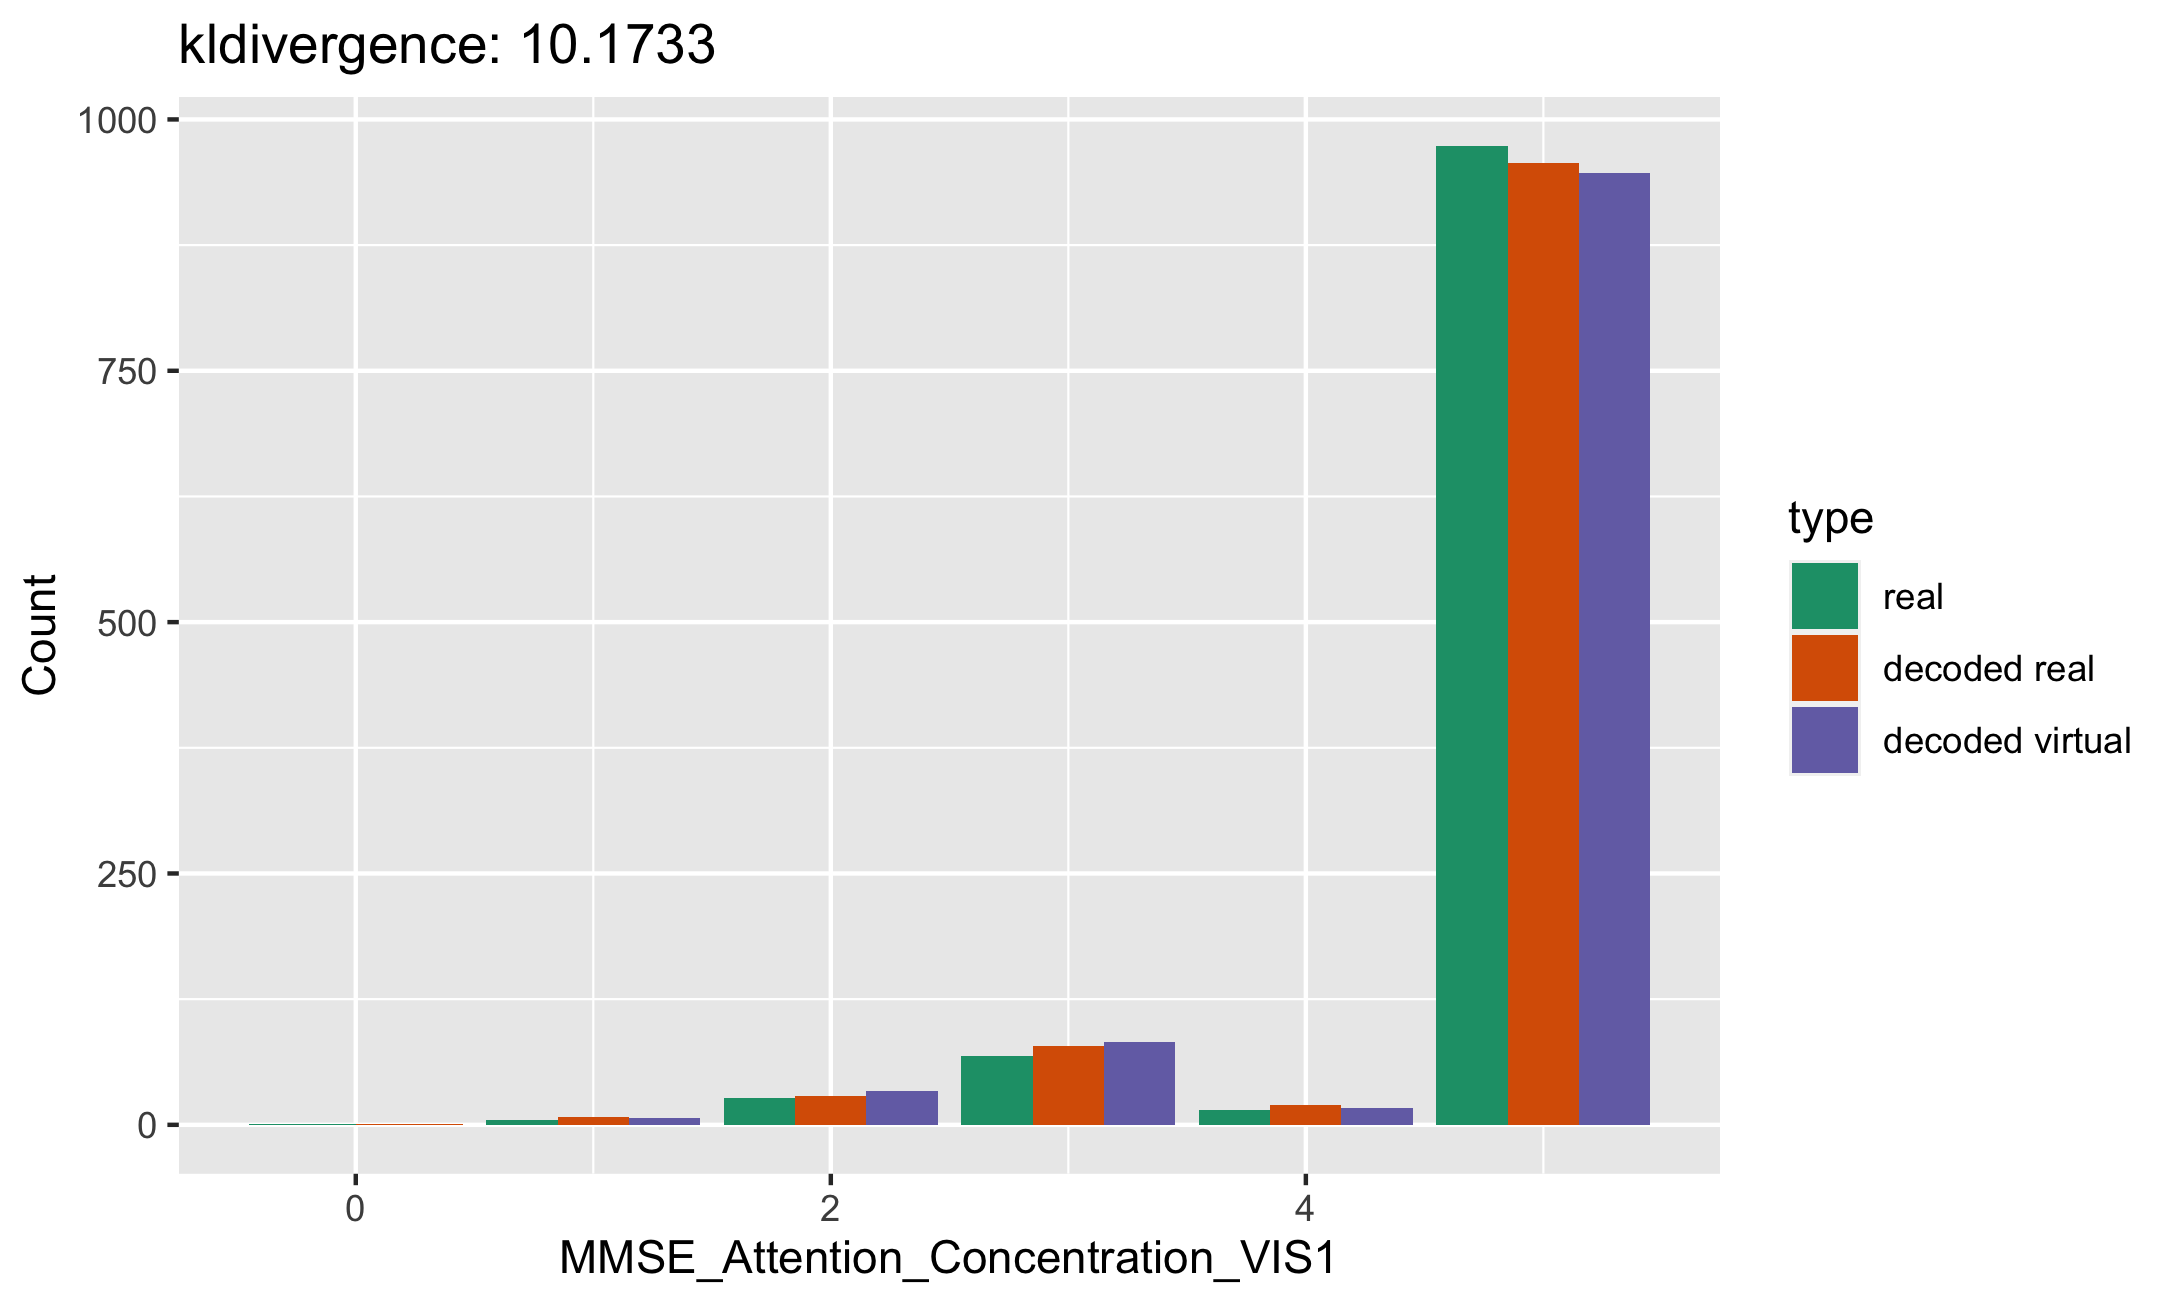 kldivergence: 10.1733
1000
750
500
250
0
Count
0 2 4
MMSE_Attention_Concentration_VIS1
type
real
decoded real
decoded virtual